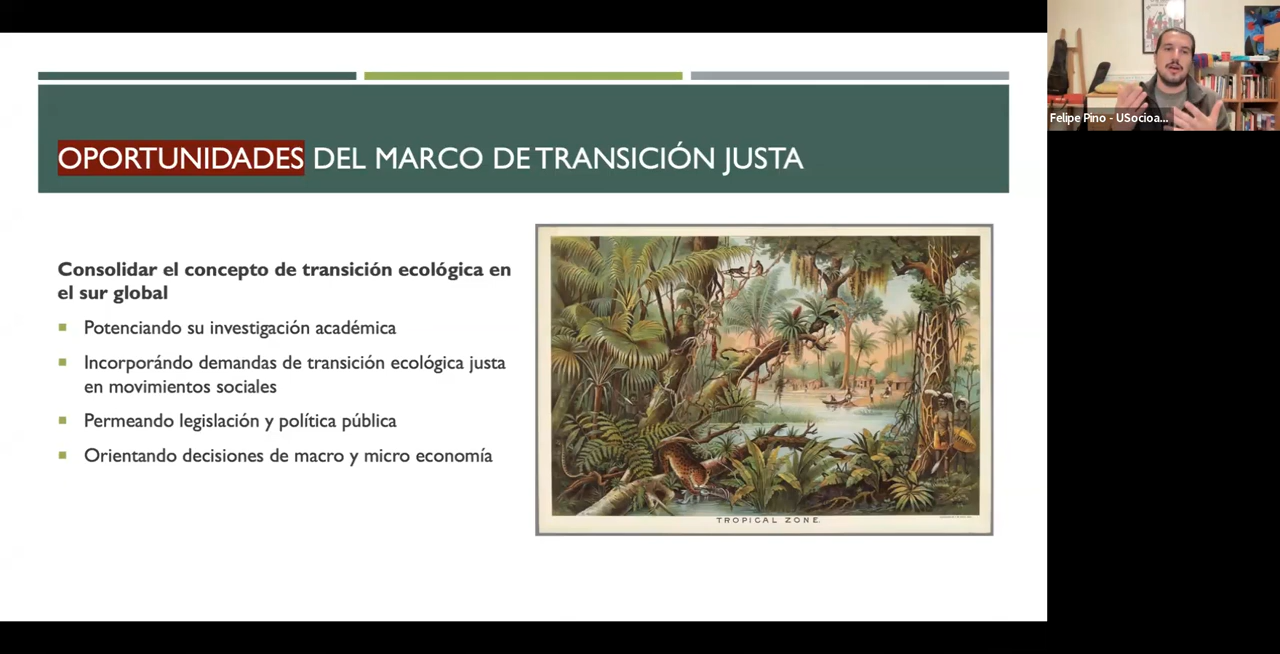 OPORTUNIDADES DEL MARCO DE TRANSICIÓN JUSTA
Consolidar el concepto de transición ecológica en
el sur global
Potenciando su investigación académica
Incorporándo demandas de transición ecológica justa
en movimientos sociales
Permeando legislación y política pública
Orientando decisiones de macro y micro economía
TROPICAL ZONE.
Felipe Pino - USocioa...